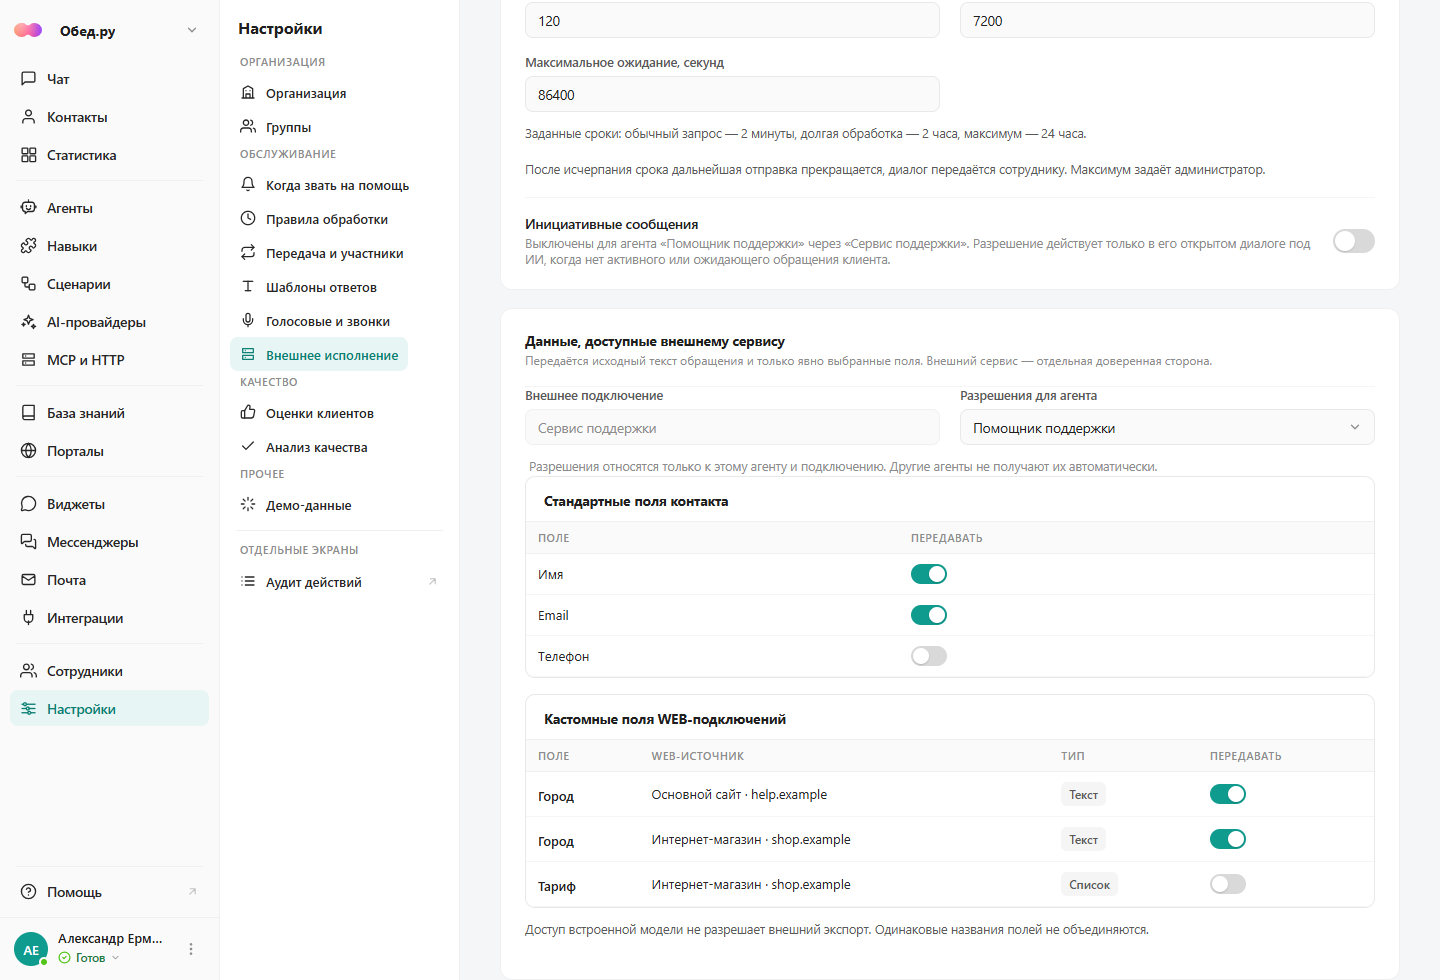 Обед.ру
Чат
Контакты
Статистика
Агенты
Навыки
Сценарии
AI-провайдеры
MCP и HTTP
База знаний
Порталы
Виджеты
Мессенджеры
Почта
Интеграции
Сотрудники
Настройки
Помощь
АЕ
Александр Ерм...
Готов
Настройки
ОРГАНИЗАЦИЯ
Организация
Группы
ОБСЛУЖИВАНИЕ
Когда звать на помощь
Правила обработки
Передача и участники
Шаблоны ответов
Голосовые и звонки
Внешнее исполнение
КАЧЕСТВО
Оценки клиентов
Анализ качества
ПРОЧЕЕ
Демо-данные
ОТДЕЛЬНЫЕ ЭКРАНЫ
Аудит действий
120
7200
Максимальное ожидание, секунд
86400
Заданные сроки: обычный запрос — 2 минуты, долгая обработка — 2 часа, максимум — 24 часа.
После исчерпания срока дальнейшая отправка прекращается, диалог передаётся сотруднику. Максимум задаёт администратор.
Инициативные сообщения
Выключены для агента «Помощник поддержки» через «Сервис поддержки». Разрешение действует только в его открытом диалоге под
ИИ, когда нет активного или ожидающего обращения клиента.
Данные, доступные внешнему сервису
Передаётся исходный текст обращения и только явно выбранные поля. Внешний сервис — отдельная доверенная сторона.
Внешнее подключение
Разрешения для агента
Сервис поддержки
Помощник поддержки
Разрешения относятся только к этому агенту и подключению. Другие агенты не получают их автоматически.
Стандартные поля контакта
ПОЛЕ ПЕРЕДАВАТЬ
Имя
Email
Телефон
Кастомные поля WEB-подключений
ПОЛЕ WEB-ИСТОЧНИК ТИП ПЕРЕДАВАТЬ
Город Основной сайт · help.example Текст
Город Интернет-магазин · shop.example Текст
Тариф Интернет-магазин · shop.example Список
Доступ встроенной модели не разрешает внешний экспорт. Одинаковые названия полей не объединяются.